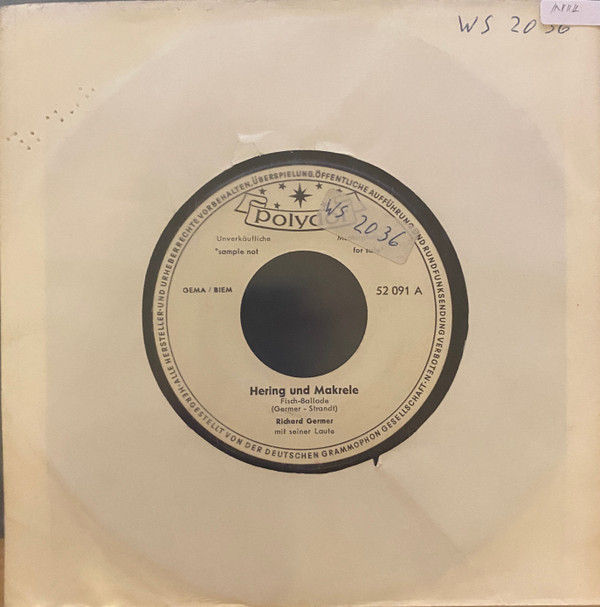 WS 2036
·ALLE HERSTELLER-UND URHEBERRECHTE VORBEHALTEN, ÜBERSPIELUNG, ÖFFENTLICHE AUFFÜHRUNG UND RUNDFUNKSENDUNG VERBOTEN·
WS 2036
Unverkäufliche
"sample not
for
GEMA / BIEM
52 091 A
Hering und Makrele
Fisch-Ballade
(Germer - Strandt)
Richard Germer
mit seiner Laute
HERGESTELLT VON DER DEUTSCHEN GRAMMOPHON GESELLSCHAFT·